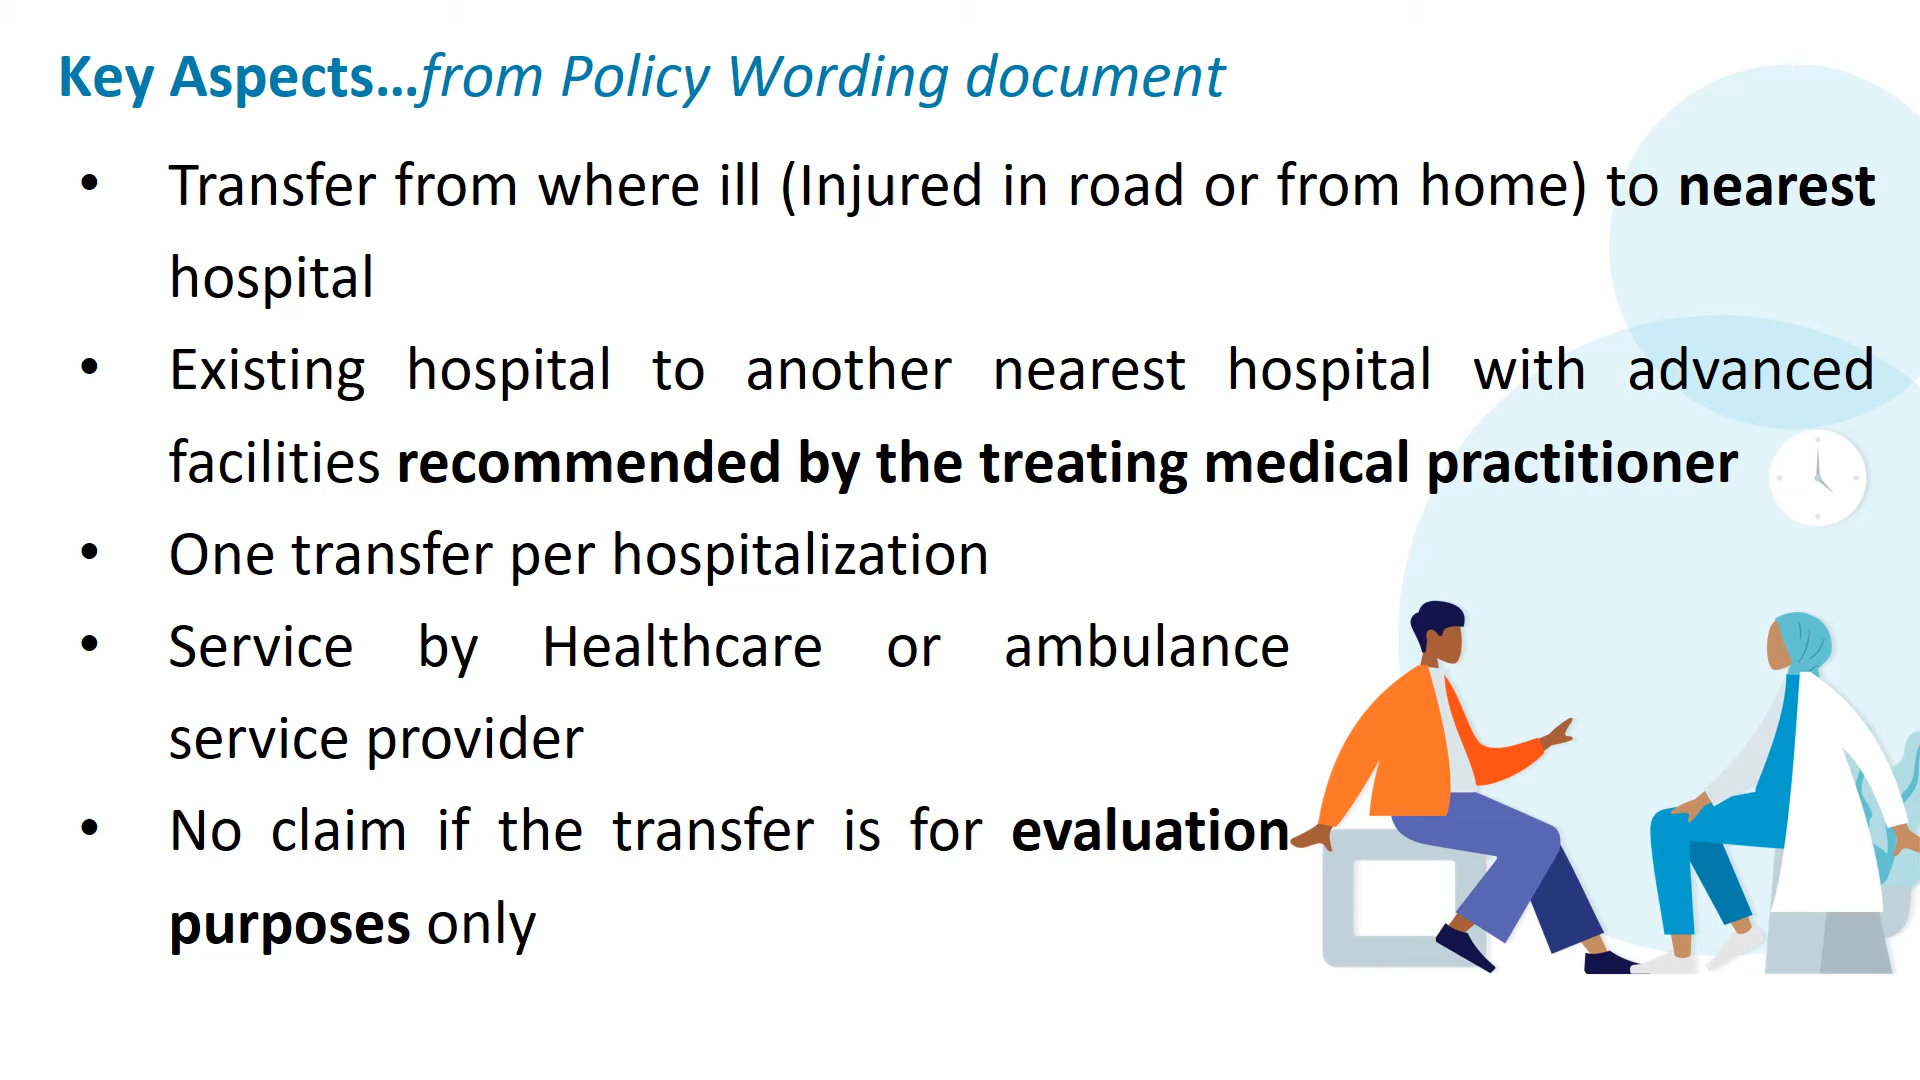 Key Aspects...from Policy Wording document
• Transfer from where ill (Injured in road or from home) to nearest
hospital
• Existing hospital to another nearest hospital with advanced
facilities recommended by the treating medical practitioner
• One transfer per hospitalization
• Service by Healthcare or ambulance
service provider
• No claim if the transfer is for evaluation
purposes only